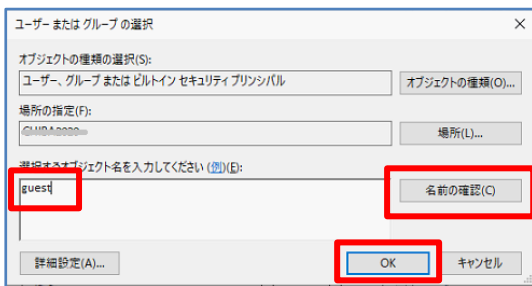 ユーザー または グループ の選択
オブジェクトの種類の選択(S):
ユーザー、グループ または ビルトイン セキュリティ プリンシパル
オブジェクトの種類(O)...
場所の指定(F):
場所(L)...
選択するオブジェクト名を入力してください (例)(E):
guest
名前の確認(C)
詳細設定(A)...
OK
キャンセル